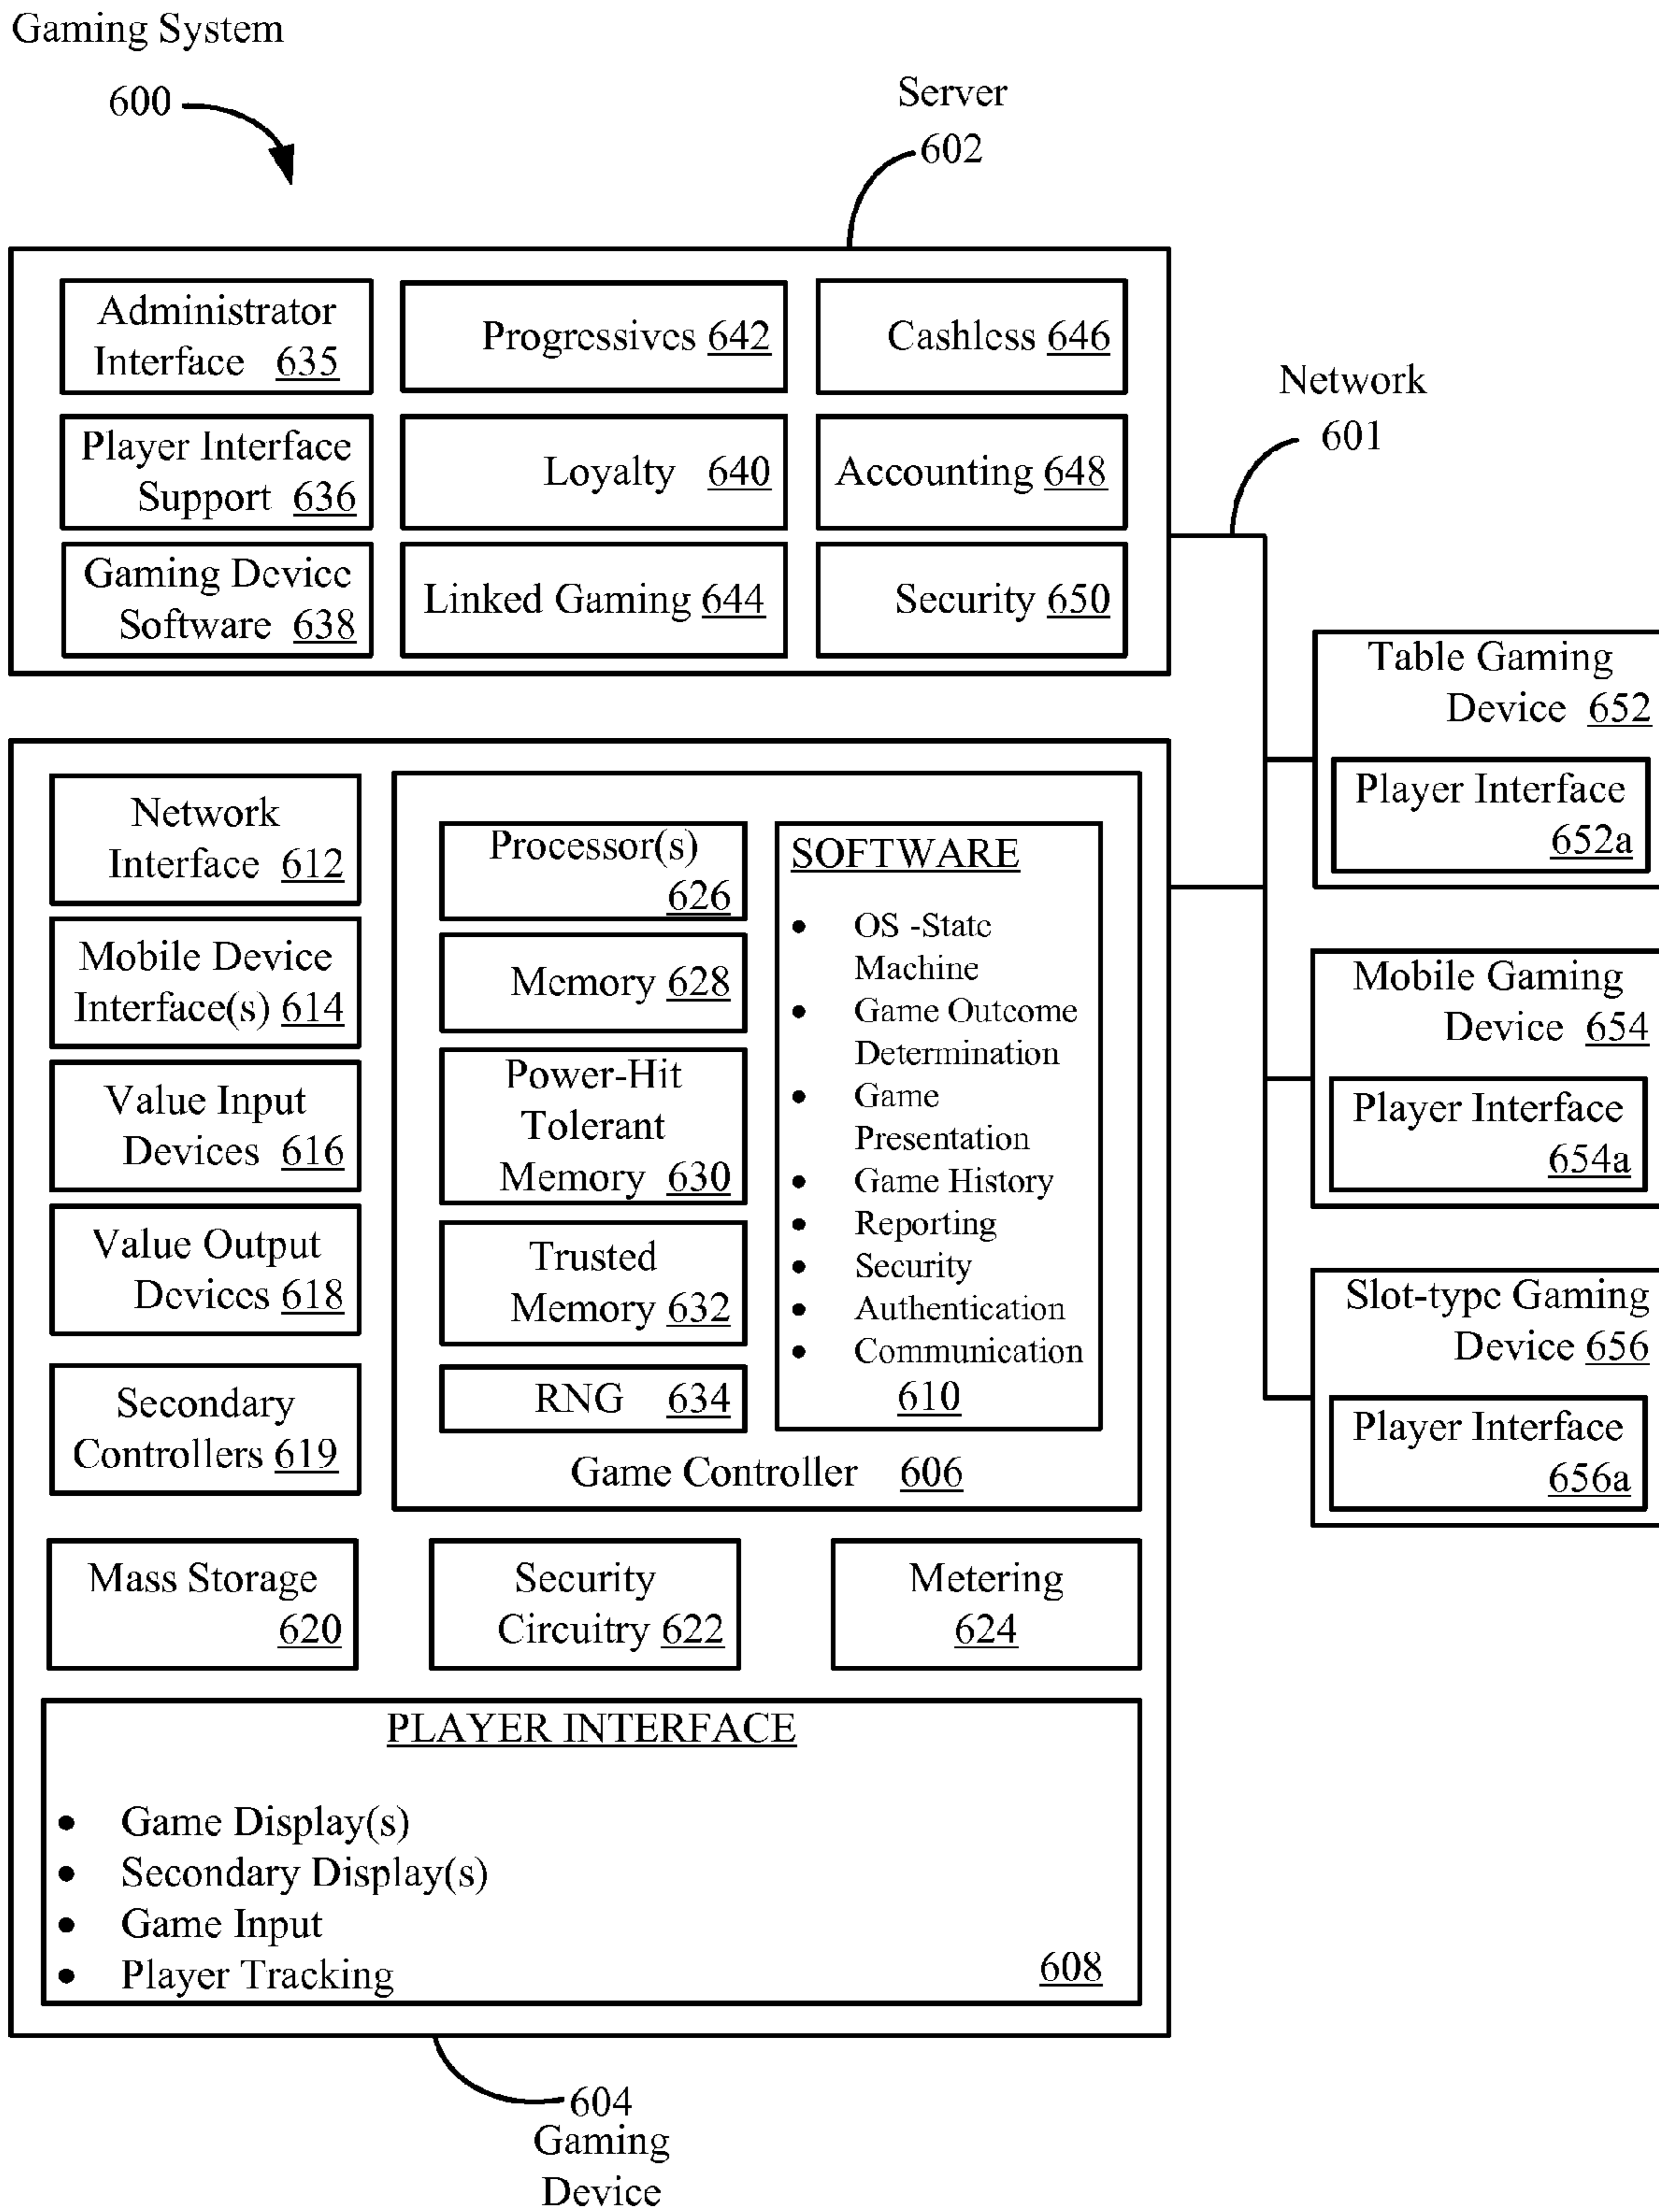 Gaming System
600
Server
602
Administrator
Interface 635
Progressives 642
Cashless 646
Player Interface
Support 636
Loyalty 640
Accounting 648
Gaming Device
Software 638
Linked Gaming 644
Security 650
Network
601
Table Gaming
Device 652
Player Interface
652a
Mobile Gaming
Device 654
Player Interface
654a
Slot-type Gaming
Device 656
Player Interface
656a
Network
Interface 612
Mobile Device
Interface(s) 614
Value Input
Devices 616
Value Output
Devices 618
Secondary
Controllers 619
Processor(s)
626
Memory 628
Power-Hit
Tolerant
Memory 630
Trusted
Memory 632
RNG 634
SOFTWARE
• OS -State
Machine
• Game Outcome
Determination
• Game
Presentation
• Game History
• Reporting
• Security
• Authentication
• Communication
610
Game Controller 606
Mass Storage
620
Security
Circuitry 622
Metering
624
PLAYER INTERFACE
• Game Display(s)
• Secondary Display(s)
• Game Input
• Player Tracking
608
604
Gaming
Device